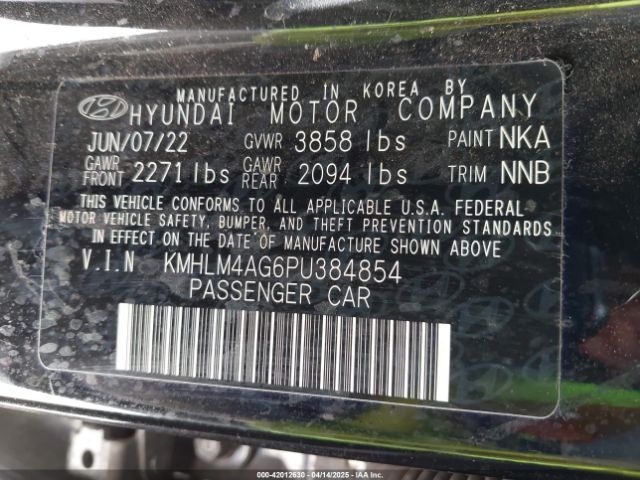 MANUFACTURED IN KOREA BY
HYUNDAI MOTOR COMPANY
JUN/07/22 GVWR 3858 lbs PAINT NKA
GAWR FRONT 2271 lbs GAWR REAR 2094 lbs TRIM NNB
THIS VEHICLE CONFORMS TO ALL APPLICABLE U.S.A. FEDERAL
MOTOR VEHICLE SAFETY, BUMPER, AND THEFT PREVENTION STANDARDS
IN EFFECT ON THE DATE OF MANUFACTURE SHOWN ABOVE
V.I.N KMHLM4AG6PU384854
PASSENGER CAR
000-42012630 - 04/14/2025 - IAAI.COM